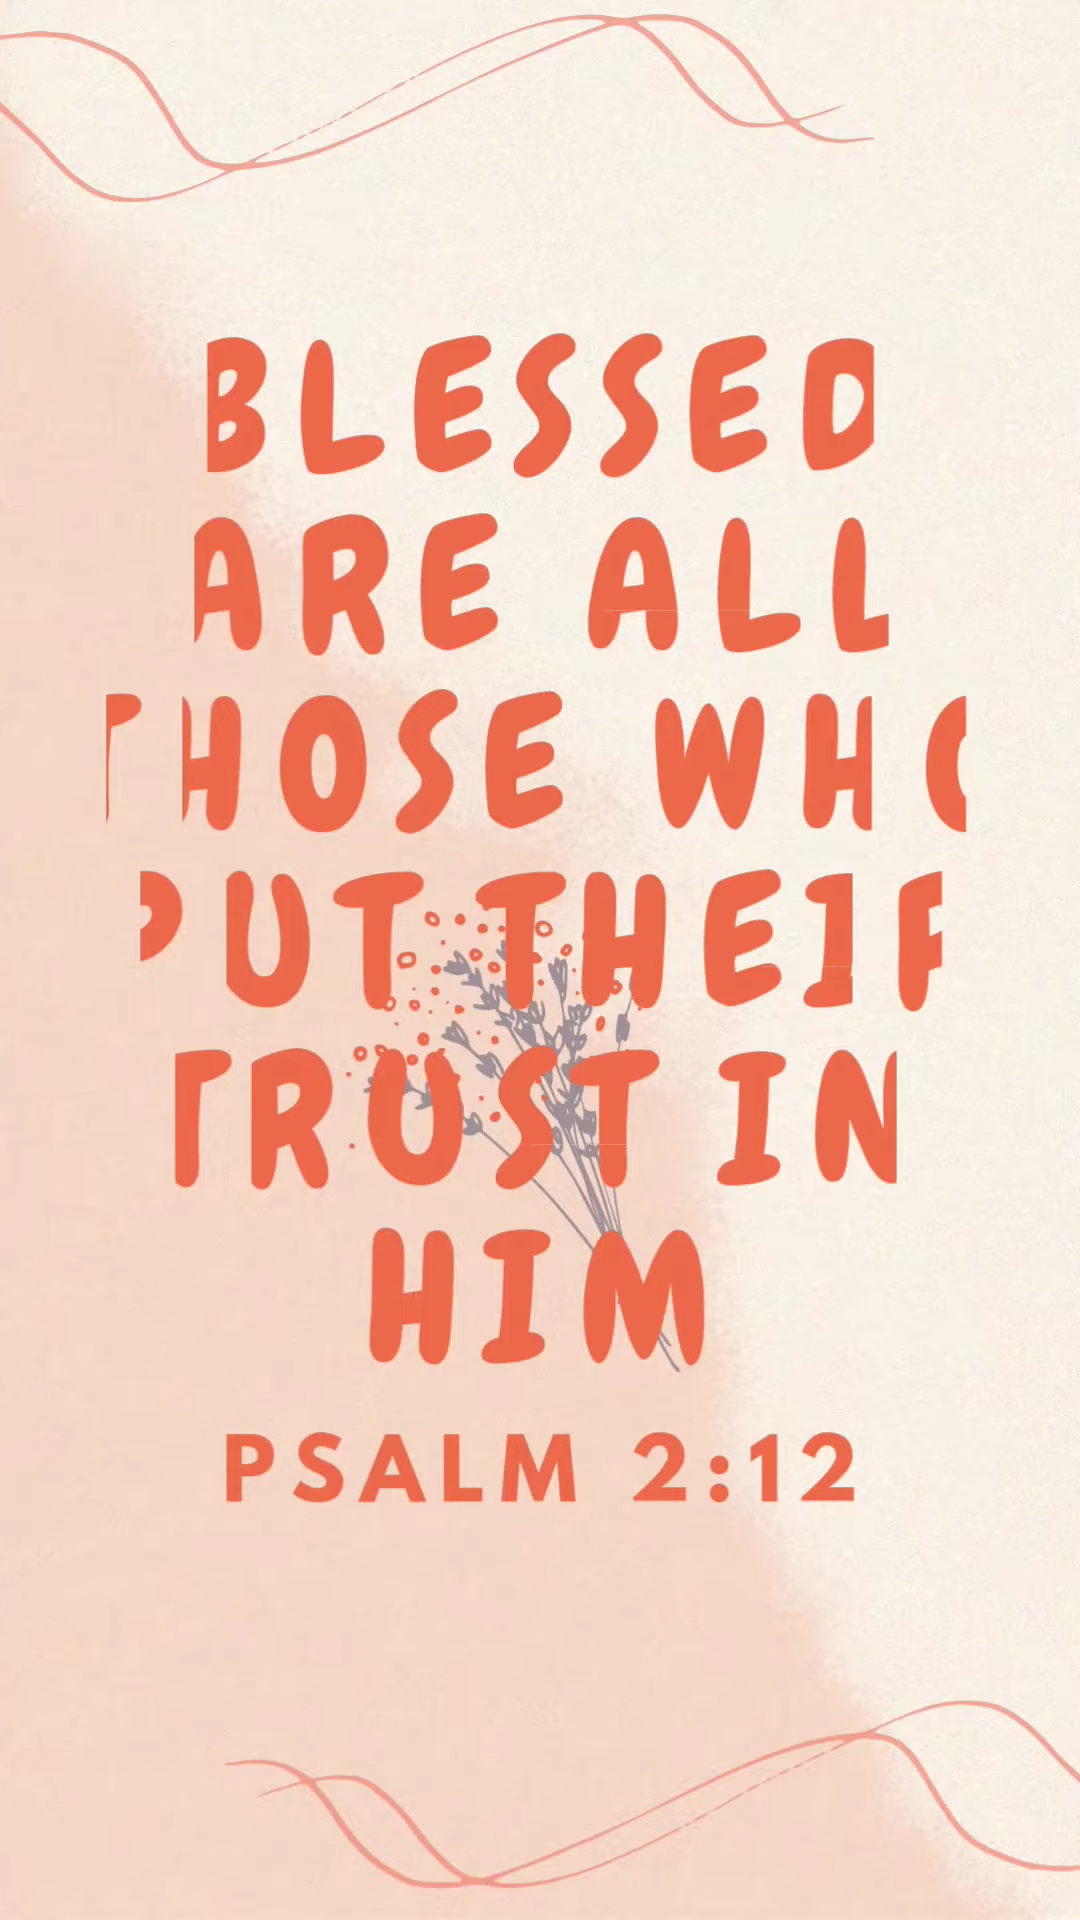 BLESSED
ARE ALL
THOSE WHO
PUT THEIR
TRUST IN
HIM
PSALM 2:12